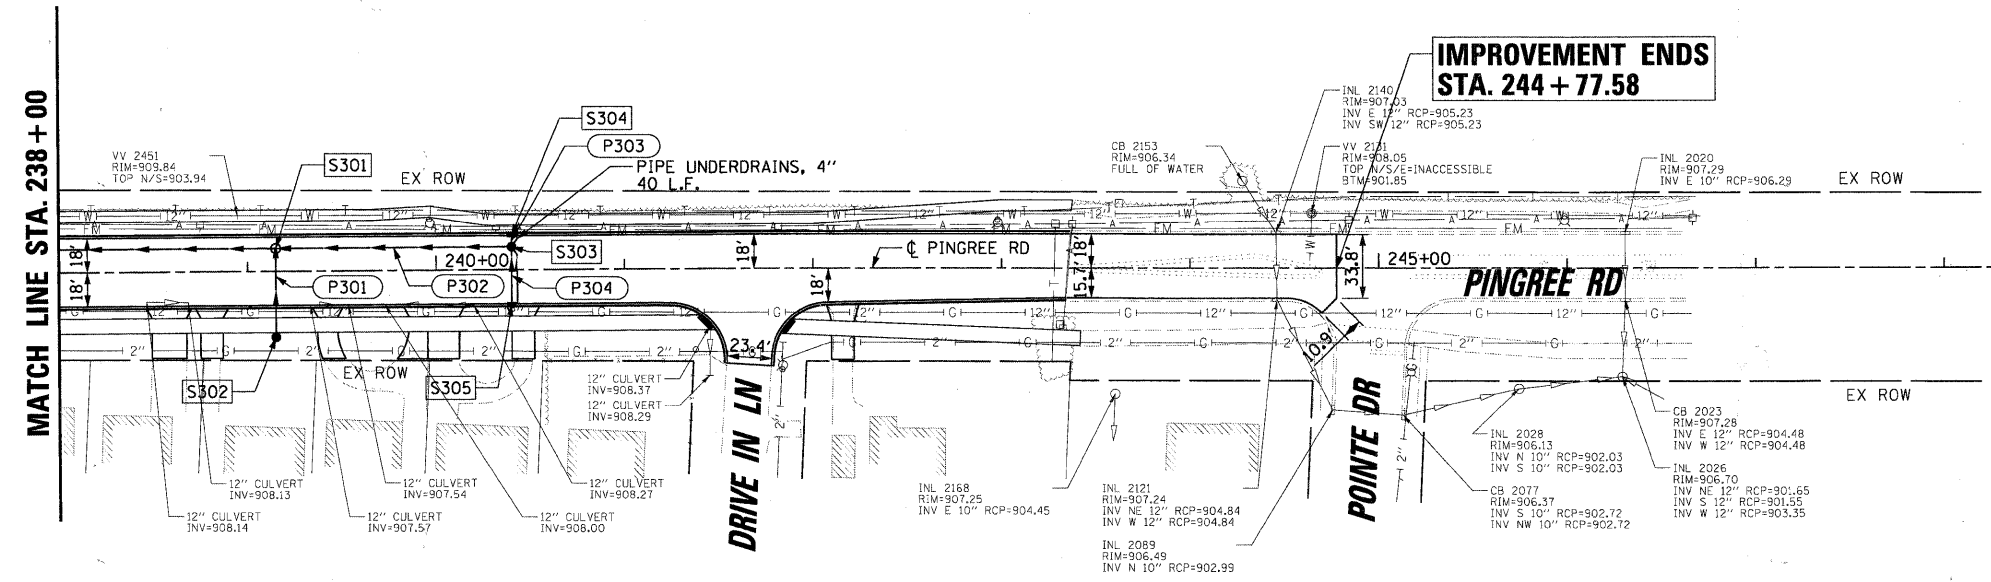 MATCH LINE STA. 238+00
IMPROVEMENT ENDS
STA. 244+77.58
VV 2451
RIM=909.84
TOP N/S=903.94
S301
EX ROW
S304
P303
PIPE UNDERDRAINS, 4"
40 L.F.
CB 2153
RIM=906.34
FULL OF WATER
INL 2140
RIM=907.03
INV E 12" RCP=905.23
INV SW 12" RCP=905.23
VV 2131
RIM=908.05
TOP N/S/E=INACCESSIBLE
BTM=901.85
INL 2020
RIM=907.29
INV E 10" RCP=906.29
EX ROW
18'
18'
240+00
S303
18'
℄ PINGREE RD
18'
15.7'
33.8'
245+00
PINGREE RD
P301
P302
P304
18'
23.4'
10.9'
S302
EX ROW
S305
12" CULVERT
INV=908.37
12" CULVERT
INV=908.29
DRIVE IN LN
POINTE DR
EX ROW
12" CULVERT
INV=908.13
12" CULVERT
INV=907.54
12" CULVERT
INV=908.27
12" CULVERT
INV=908.14
12" CULVERT
INV=907.57
12" CULVERT
INV=908.00
INL 2168
RIM=907.25
INV E 10" RCP=904.45
INL 2121
RIM=907.24
INV NE 12" RCP=904.84
INV W 12" RCP=904.84
INL 2089
RIM=906.49
INV N 10" RCP=902.99
INL 2028
RIM=906.13
INV N 10" RCP=902.03
INV S 10" RCP=902.03
CB 2077
RIM=906.37
INV S 10" RCP=902.72
INV NW 10" RCP=902.72
CB 2023
RIM=907.28
INV E 12" RCP=904.48
INV W 12" RCP=904.48
INL 2026
RIM=906.70
INV NE 12" RCP=901.65
INV S 12" RCP=901.55
INV W 12" RCP=903.35